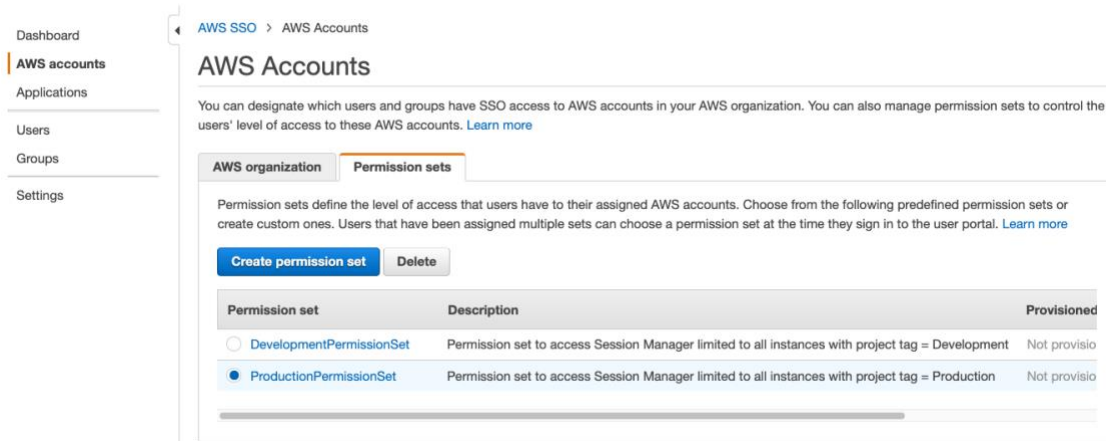 Dashboard
AWS accounts
Applications
Users
Groups
Settings
AWS SSO > AWS Accounts
AWS Accounts
You can designate which users and groups have SSO access to AWS accounts in your AWS organization. You can also manage permission sets to control the
users' level of access to these AWS accounts. Learn more
AWS organization Permission sets
Permission sets define the level of access that users have to their assigned AWS accounts. Choose from the following predefined permission sets or
create custom ones. Users that have been assigned multiple sets can choose a permission set at the time they sign in to the user portal. Learn more
Create permission set Delete
Permission set Description Provisioned
DevelopmentPermissionSet Permission set to access Session Manager limited to all instances with project tag = Development Not provisio
ProductionPermissionSet Permission set to access Session Manager limited to all instances with project tag = Production Not provisio